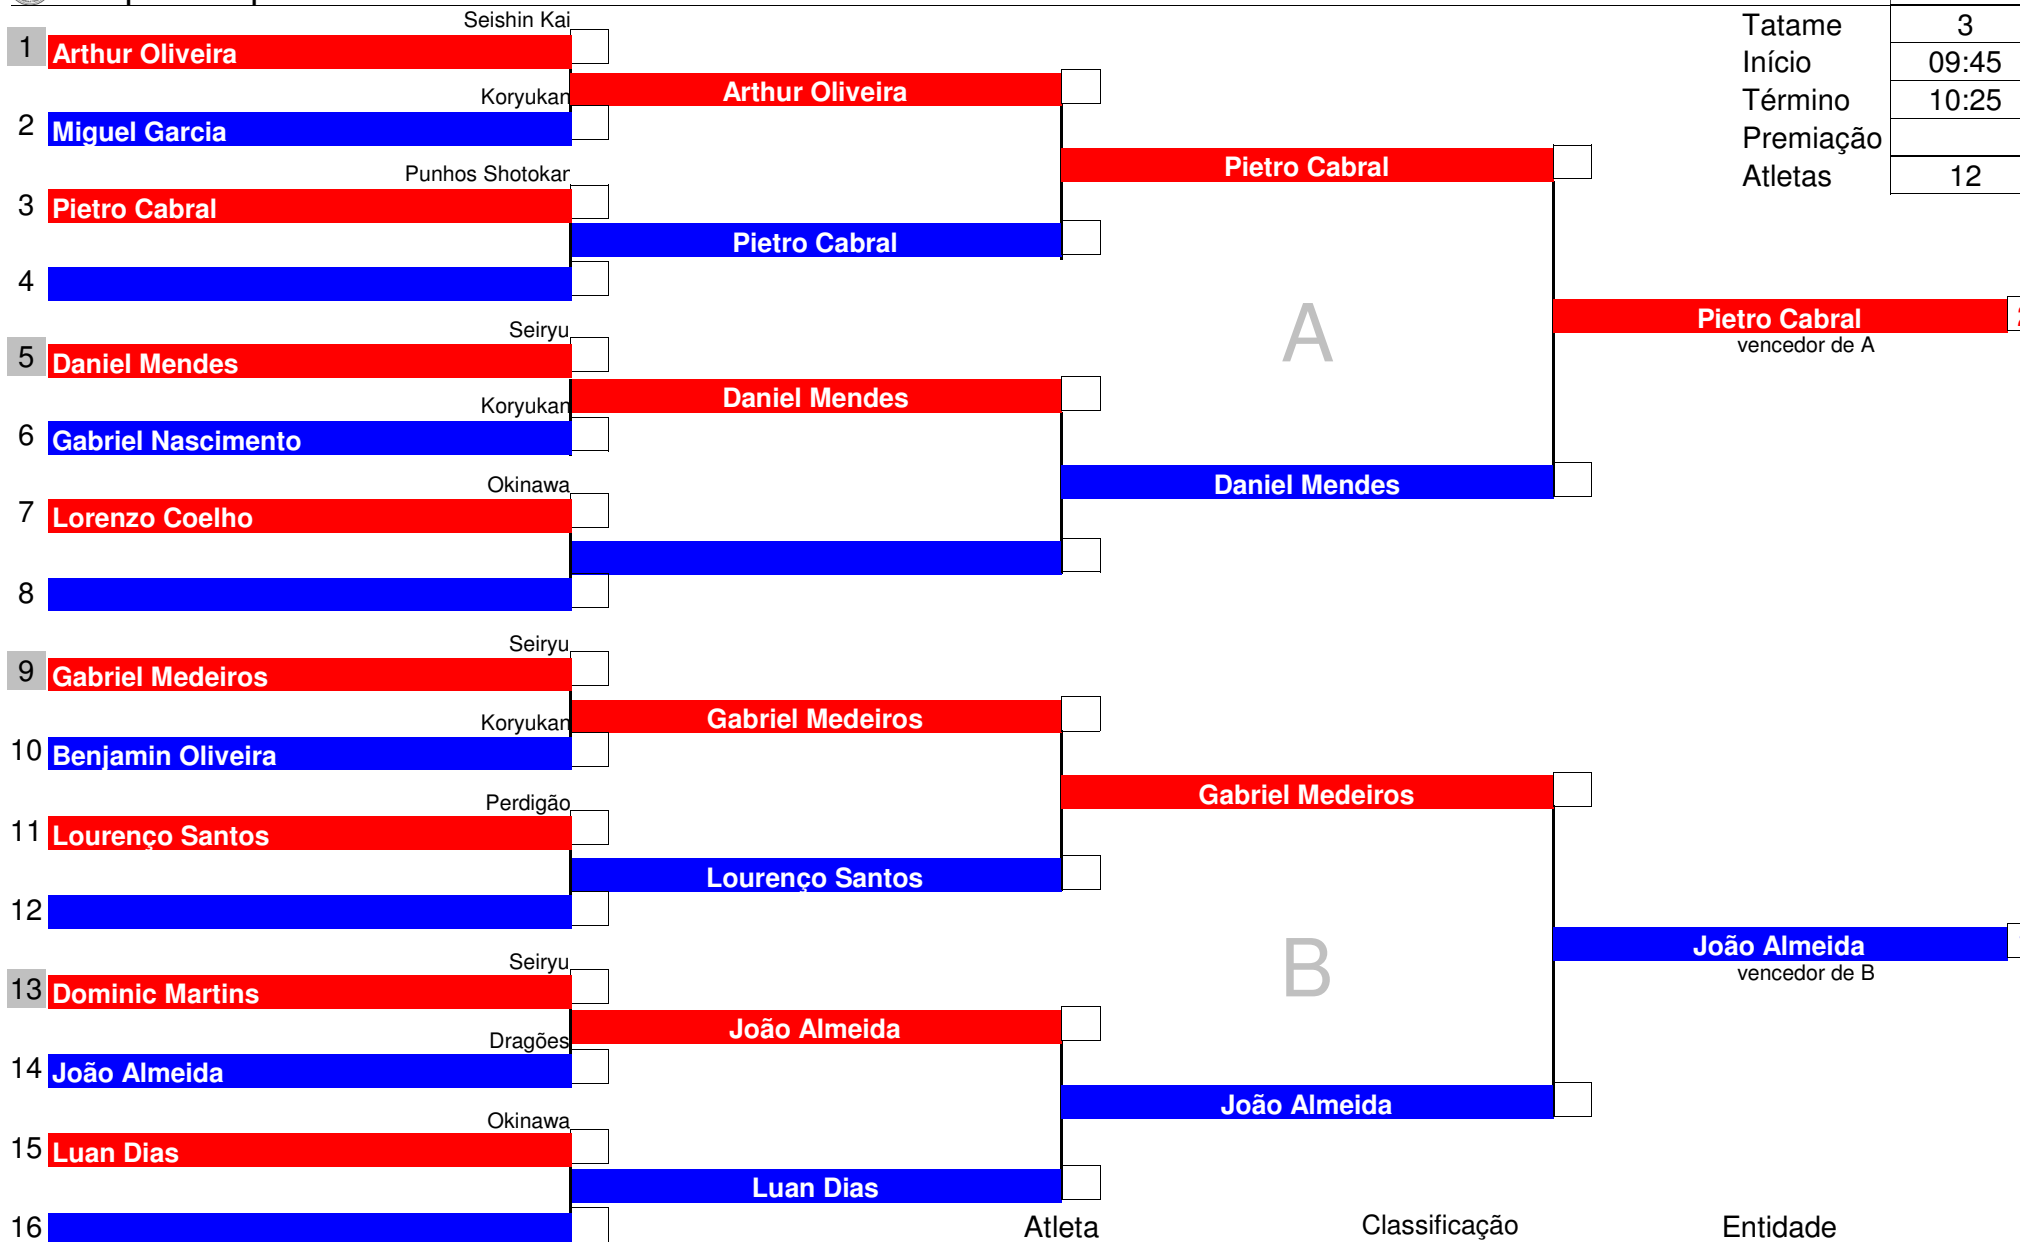 Seishin Kai
1 Arthur Oliveira
Koryukan
2 Miguel Garcia
Punhos Shotokan
3 Pietro Cabral
4
Seiryu
5 Daniel Mendes
Koryukan
6 Gabriel Nascimento
Okinawa
7 Lorenzo Coelho
8
Seiryu
9 Gabriel Medeiros
Koryukan
10 Benjamin Oliveira
Perdigão
11 Lourenço Santos
12
Seiryu
13 Dominic Martins
Dragões
14 João Almeida
Okinawa
15 Luan Dias
16
Arthur Oliveira
Pietro Cabral
Daniel Mendes
Gabriel Medeiros
Lourenço Santos
João Almeida
Luan Dias
Pietro Cabral
A
Daniel Mendes
Gabriel Medeiros
B
João Almeida
Pietro Cabral
vencedor de A
João Almeida
vencedor de B
Tatame 3
Início 09:45
Término 10:25
Premiação
Atletas 12
Atleta Classificação Entidade